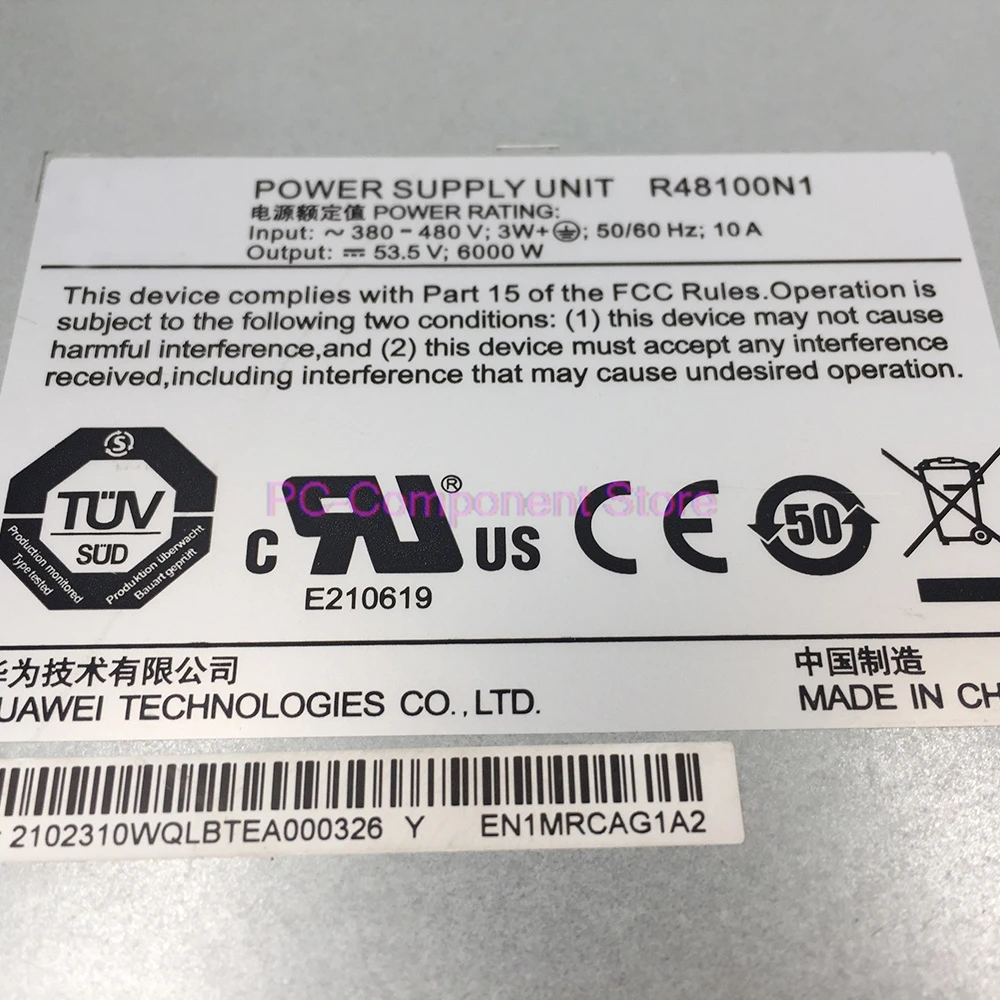 POWER SUPPLY UNIT R48100N1
电源额定值 POWER RATING:
Input: ~ 380 - 480 V; 3W+; 50/60 Hz; 10 A
Output: ⎓ 53.5 V; 6000 W
This device complies with Part 15 of the FCC Rules.Operation is
subject to the following two conditions: (1) this device may not cause
harmful interference,and (2) this device must accept any interference
received,including interference that may cause undesired operation.
S
TÜV
SÜD
Production monitored
Type tested
Produktion überwacht
Bauart geprüft
C RU ® US
E210619
CE
50
PC-Component Store
华为技术有限公司
UAWEI TECHNOLOGIES CO.,LTD.
中国制造
MADE IN CH
2102310WQLBTEA000326 Y EN1MRCAG1A2